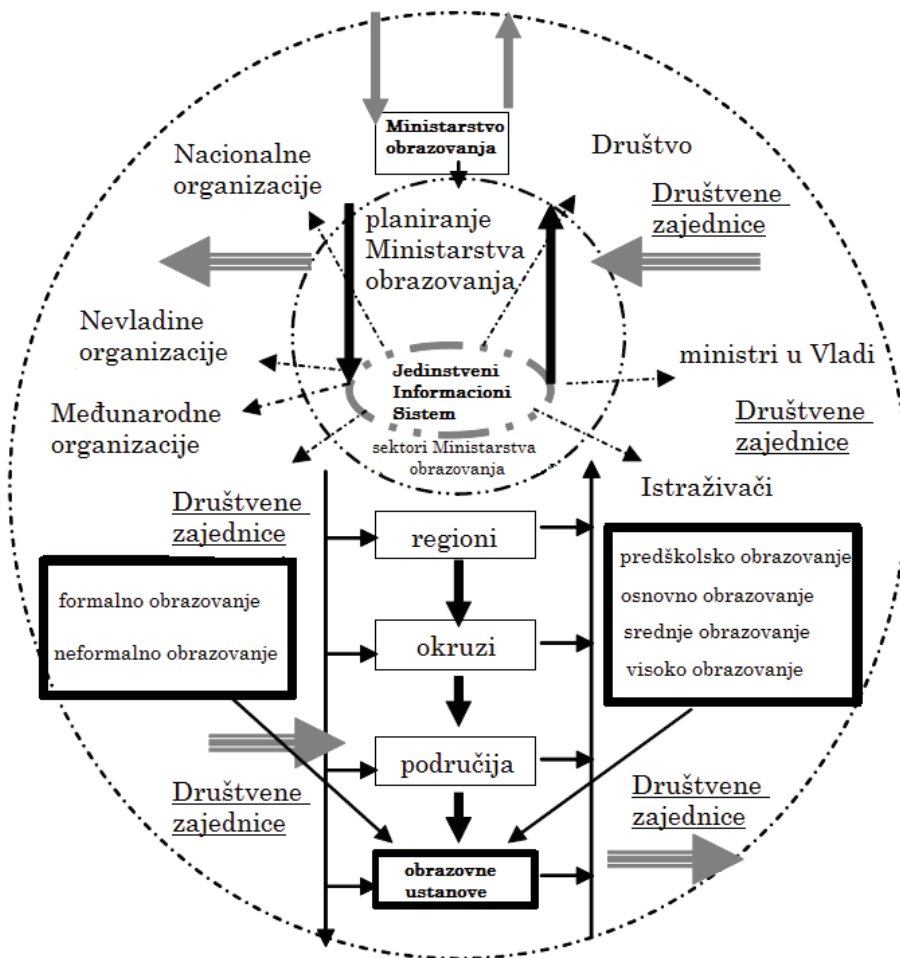 Ministarstvo
obrazovanja
Nacionalne
organizacije
Društvo
Društvene
zajednice
planiranje
Ministarstva
obrazovanja
Nevladine
organizacije
ministri u Vladi
Jedinstveni
Informacioni
Sistem
Međunarodne
organizacije
Društvene
zajednice
sektori Ministarstva
obrazovanja
Istraživači
Društvene
zajednice
regioni
formalno obrazovanje
neformalno obrazovanje
predškolsko obrazovanje
osnovno obrazovanje
srednje obrazovanje
visoko obrazovanje
okruzi
područija
Društvene
zajednice
Društvene
zajednice
obrazovne
ustanove